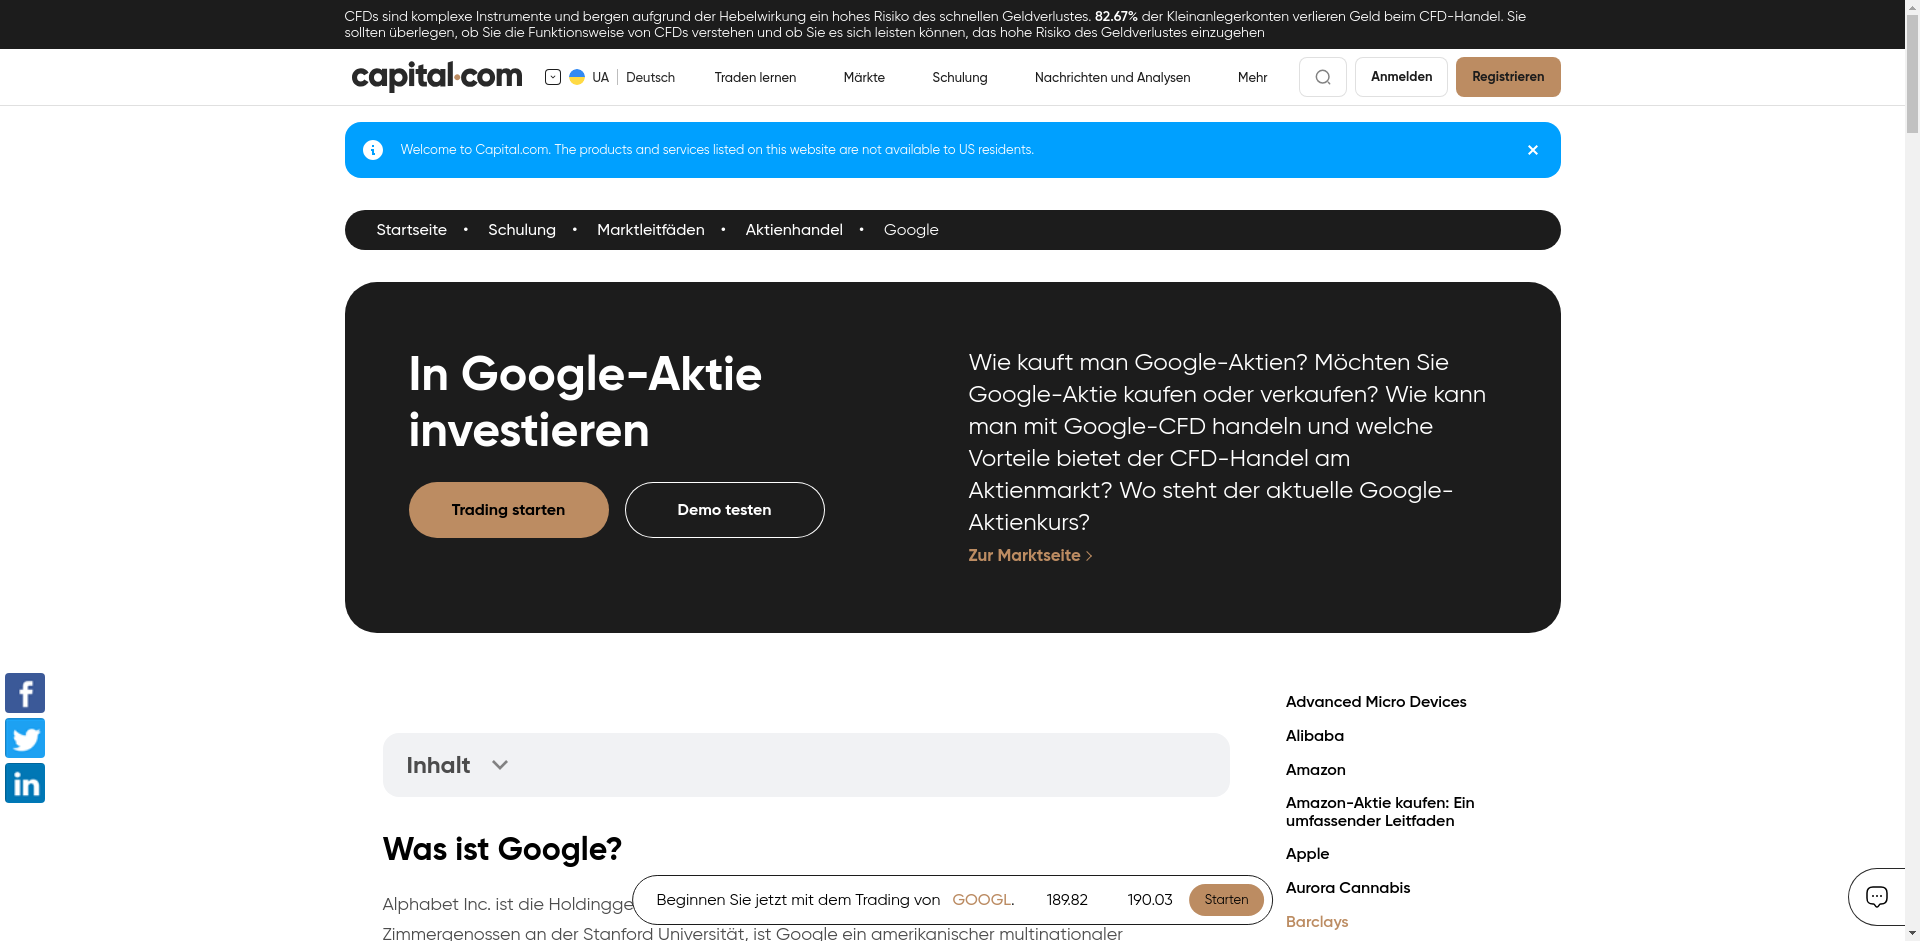 CFDs sind komplexe Instrumente und bergen aufgrund der Hebelwirkung ein hohes Risiko des schnellen Geldverlustes. 82.67% der Kleinanlegerkonten verlieren Geld beim CFD-Handel. Sie
sollten überlegen, ob Sie die Funktionsweise von CFDs verstehen und ob Sie es sich leisten können, das hohe Risiko des Geldverlustes einzugehen
capital.com
UA
Deutsch
Traden lernen
Märkte
Schulung
Nachrichten und Analysen
Mehr
Anmelden
Registrieren
Welcome to Capital.com. The products and services listed on this website are not available to US residents.
Startseite • Schulung • Marktleitfäden • Aktienhandel • Google
In Google-Aktie
investieren
Trading starten
Demo testen
Wie kauft man Google-Aktien? Möchten Sie
Google-Aktie kaufen oder verkaufen? Wie kann
man mit Google-CFD handeln und welche
Vorteile bietet der CFD-Handel am
Aktienmarkt? Wo steht der aktuelle Google-
Aktienkurs?
Zur Marktseite
Inhalt
Was ist Google?
Alphabet Inc. ist die
Zimmergenossen an der Stanford Universität, ist Google ein amerikanischer multinationaler
Beginnen Sie jetzt mit dem Trading von GOOGL. 189.82 190.03 Starten
Advanced Micro Devices
Alibaba
Amazon
Amazon-Aktie kaufen: Ein
umfassender Leitfaden
Apple
Aurora Cannabis
Barclays